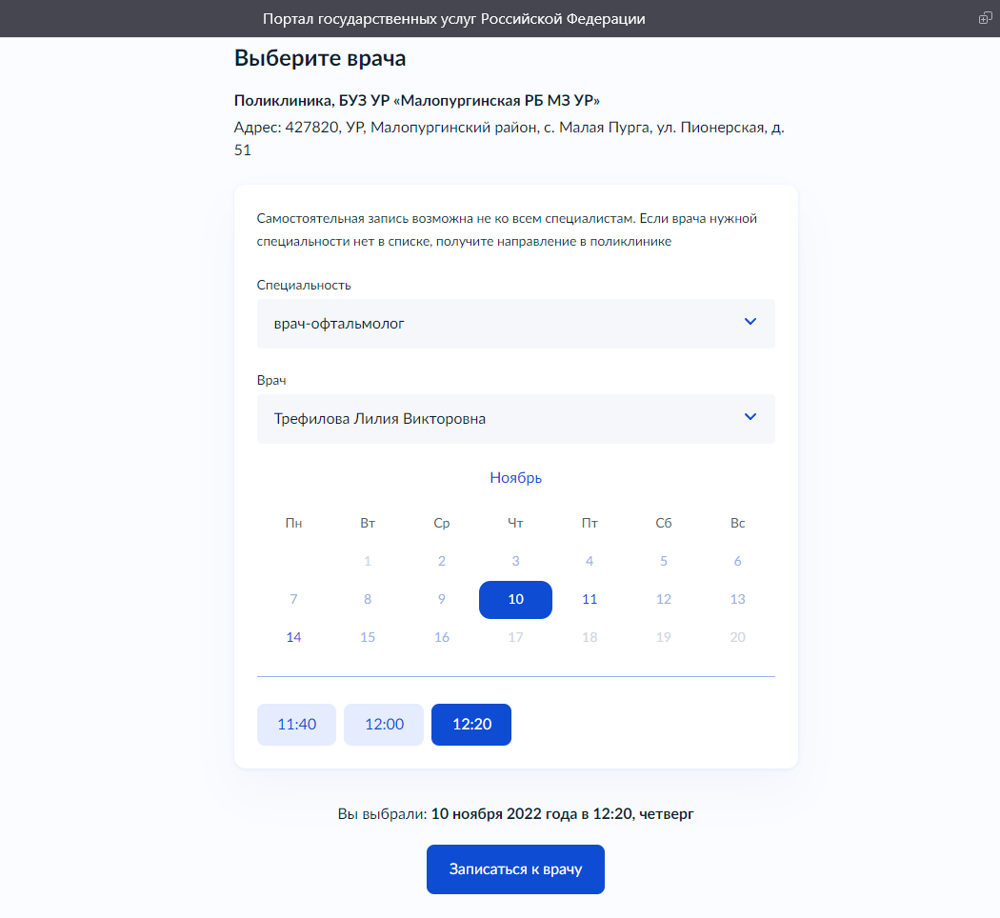 Портал государственных услуг Российской Федерации
Выберите врача
Поликлиника, БУЗ УР «Малопургинская РБ МЗ УР»
Адрес: 427820, УР, Малопургинский район, с. Малая Пурга, ул. Пионерская, д.
51
Самостоятельная запись возможна не ко всем специалистам. Если врача нужной
специальности нет в списке, получите направление в поликлинике
Специальность
врач-офтальмолог
Врач
Трефилова Лилия Викторовна
Ноябрь
Пн Вт Ср Чт Пт Сб Вс
1 2 3 4 5 6
7 8 9 10 11 12 13
14 15 16 17 18 19 20
11:40 12:00 12:20
Вы выбрали: 10 ноября 2022 года в 12:20, четверг
Записаться к врачу